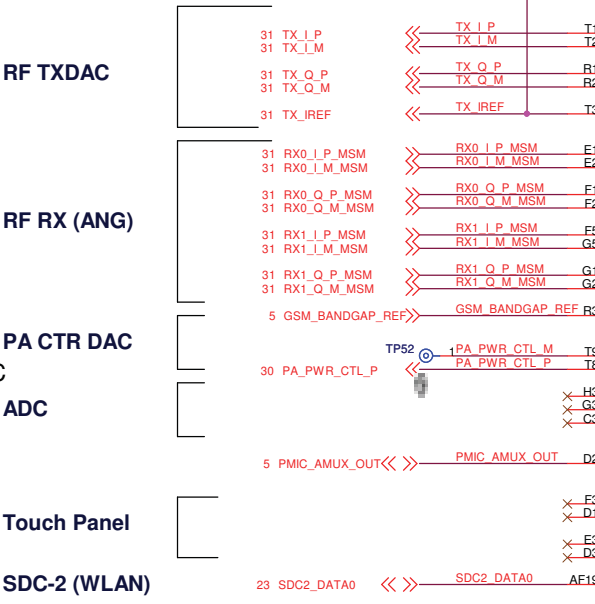 31 TX_I_P TX_I_P T1
31 TX_I_M TX_I_M T2
RF TXDAC
31 TX_Q_P TX_Q_P R1
31 TX_Q_M TX_Q_M R2
31 TX_IREF TX_IREF T3
31 RX0_I_P_MSM RX0_I_P_MSM E1
31 RX0_I_M_MSM RX0_I_M_MSM E2
31 RX0_Q_P_MSM RX0_Q_P_MSM F1
31 RX0_Q_M_MSM RX0_Q_M_MSM F2
RF RX (ANG)
31 RX1_I_P_MSM RX1_I_P_MSM F5
31 RX1_I_M_MSM RX1_I_M_MSM G5
31 RX1_Q_P_MSM RX1_Q_P_MSM G1
31 RX1_Q_M_MSM RX1_Q_M_MSM G2
5 GSM_BANDGAP_REF GSM_BANDGAP_REF R3
PA CTR DAC
TP52 1 PA_PWR_CTL_M T9
30 PA_PWR_CTL_P PA_PWR_CTL_P T8
C
H3
ADC
G3
C3
5 PMIC_AMUX_OUT PMIC_AMUX_OUT D2
F3
D1
Touch Panel
E3
D3
SDC-2 (WLAN)
23 SDC2_DATA0 SDC2_DATA0 AF19